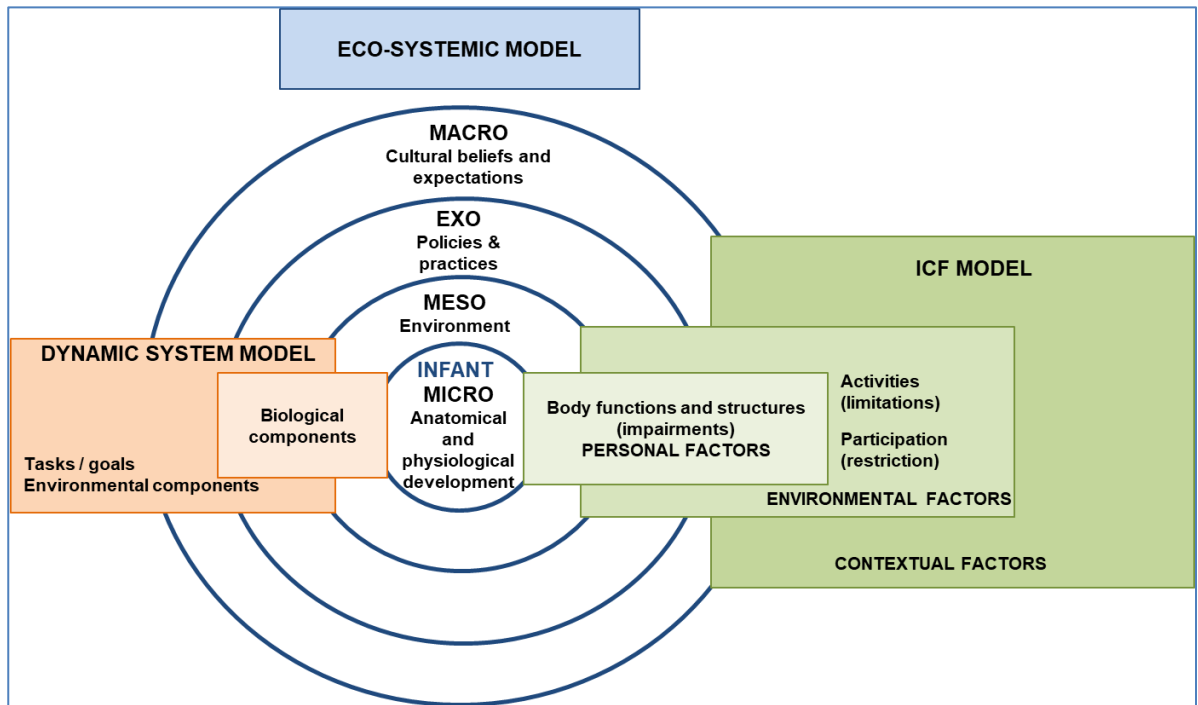 ECO-SYSTEMIC MODEL
MACRO
Cultural beliefs and
expectations
EXO
Policies &
practices
MESO
Environment
INFANT
MICRO
Anatomical
and
physiological
development
DYNAMIC SYSTEM MODEL
Biological
components
Tasks / goals
Environmental components
ICF MODEL
Body functions and structures
(impairments)
PERSONAL FACTORS
Activities
(limitations)
Participation
(restriction)
ENVIRONMENTAL FACTORS
CONTEXTUAL FACTORS